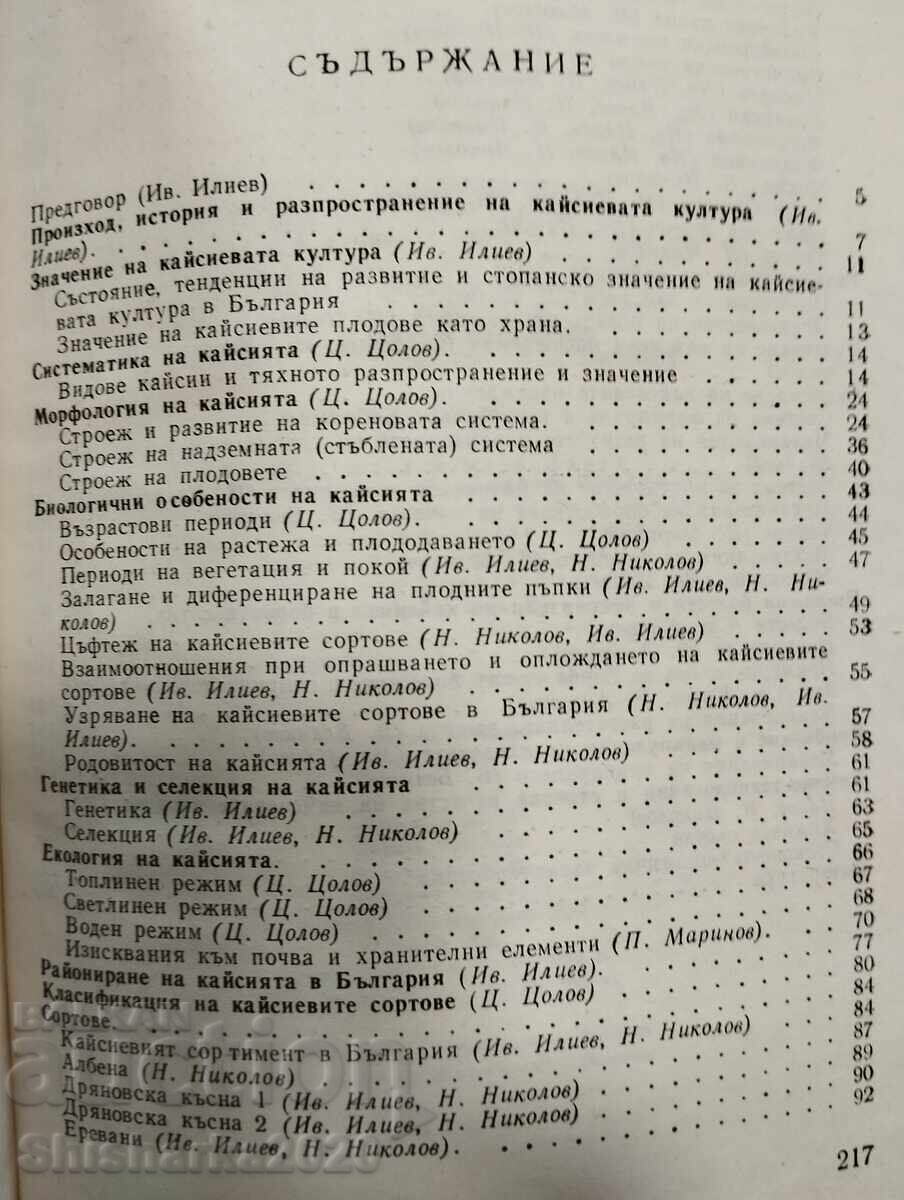 СЪДЪРЖАНИЕ
Предговор (Ив. Илиев) . . . . . . . . . . . . . . . . 5
Произход, история и разпространение на кайсиевата култура (Ив.
Илиев). . . . . . . . . . . . . . . . . . . . . . . 7
Значение на кайсиевата култура (Ив. Илиев) . . . . . . . . . . 11
Състояние, тенденции на развитие и стопанско значение на кайсие-
вата култура в България . . . . . . . . . . . . . . . 11
Значение на кайсиевите плодове като храна. . . . . . . . . 13
Систематика на кайсията (Ц. Цолов). . . . . . . . . . . . . 14
Видове кайсии и тяхното разпространение и значение . . . . . . 14
Морфология на кайсията (Ц. Цолов). . . . . . . . . . . . . 24
Строеж и развитие на кореновата система. . . . . . . . . . 24
Строеж на надземната (стъблената) система . . . . . . . . . 36
Строеж на плодовете . . . . . . . . . . . . . . . . . 40
Биологични особености на кайсията . . . . . . . . . . . . . 43
Възрастови периоди (Ц. Цолов). . . . . . . . . . . . . . 44
Особености на растежа и плододаването (Ц. Цолов) . . . . . . 45
Периоди на вегетация и покой (Ив. Илиев, Н. Николов) . . . . . 47
Залагане и диференциране на плодните пъпки (Ив. Илиев, Н. Ни-
колов) . . . . . . . . . . . . . . . . . . . . . . 49
Цъфтеж на кайсиевите сортове (Н. Николов, Ив. Илиев) . . . . . 53
Взаимоотношения при опрашването и оплождането на кайсиевите
сортове (Ив. Илиев, Н. Николов) . . . . . . . . . . . . 55
Узряване на кайсиевите сортове в България (Н. Николов, Ив.
Илиев). . . . . . . . . . . . . . . . . . . . . . . 57
Родовитост на кайсията (Ив. Илиев, Н. Николов) . . . . . . . 58
Генетика и селекция на кайсията . . . . . . . . . . . . . 61
Генетика (Ив. Илиев) . . . . . . . . . . . . . . . . . 61
Селекция (Ив. Илиев, Н. Николов) . . . . . . . . . . . . 63
Екология на кайсията. . . . . . . . . . . . . . . . . . 65
Топлинен режим (Ц. Цолов) . . . . . . . . . . . . . . . 66
Светлинен режим (Ц. Цолов) . . . . . . . . . . . . . . 67
Воден режим (Ц. Цолов) . . . . . . . . . . . . . . . . 68
Изисквания към почва и хранителни елементи (П. Маринов). . . . 70
Райониране на кайсията в България (Ив. Илиев). . . . . . . . . 77
Класификация на кайсиевите сортове (Ц. Цолов) . . . . . . . . 80
Сортове. . . . . . . . . . . . . . . . . . . . . . . 84
Кайсиевият сортимент в България (Ив. Илиев, Н. Николов) . . . 84
Албена (Н. Николов) . . . . . . . . . . . . . . . . . 87
Дряновска късна 1 (Ив. Илиев, Н. Николов) . . . . . . . . . 89
Дряновска късна 2 (Ив. Илиев, Н. Николов) . . . . . . . . . 90
Еревани (Ив. Илиев, Н. Николов). . . . . . . . . . . . . 92
217